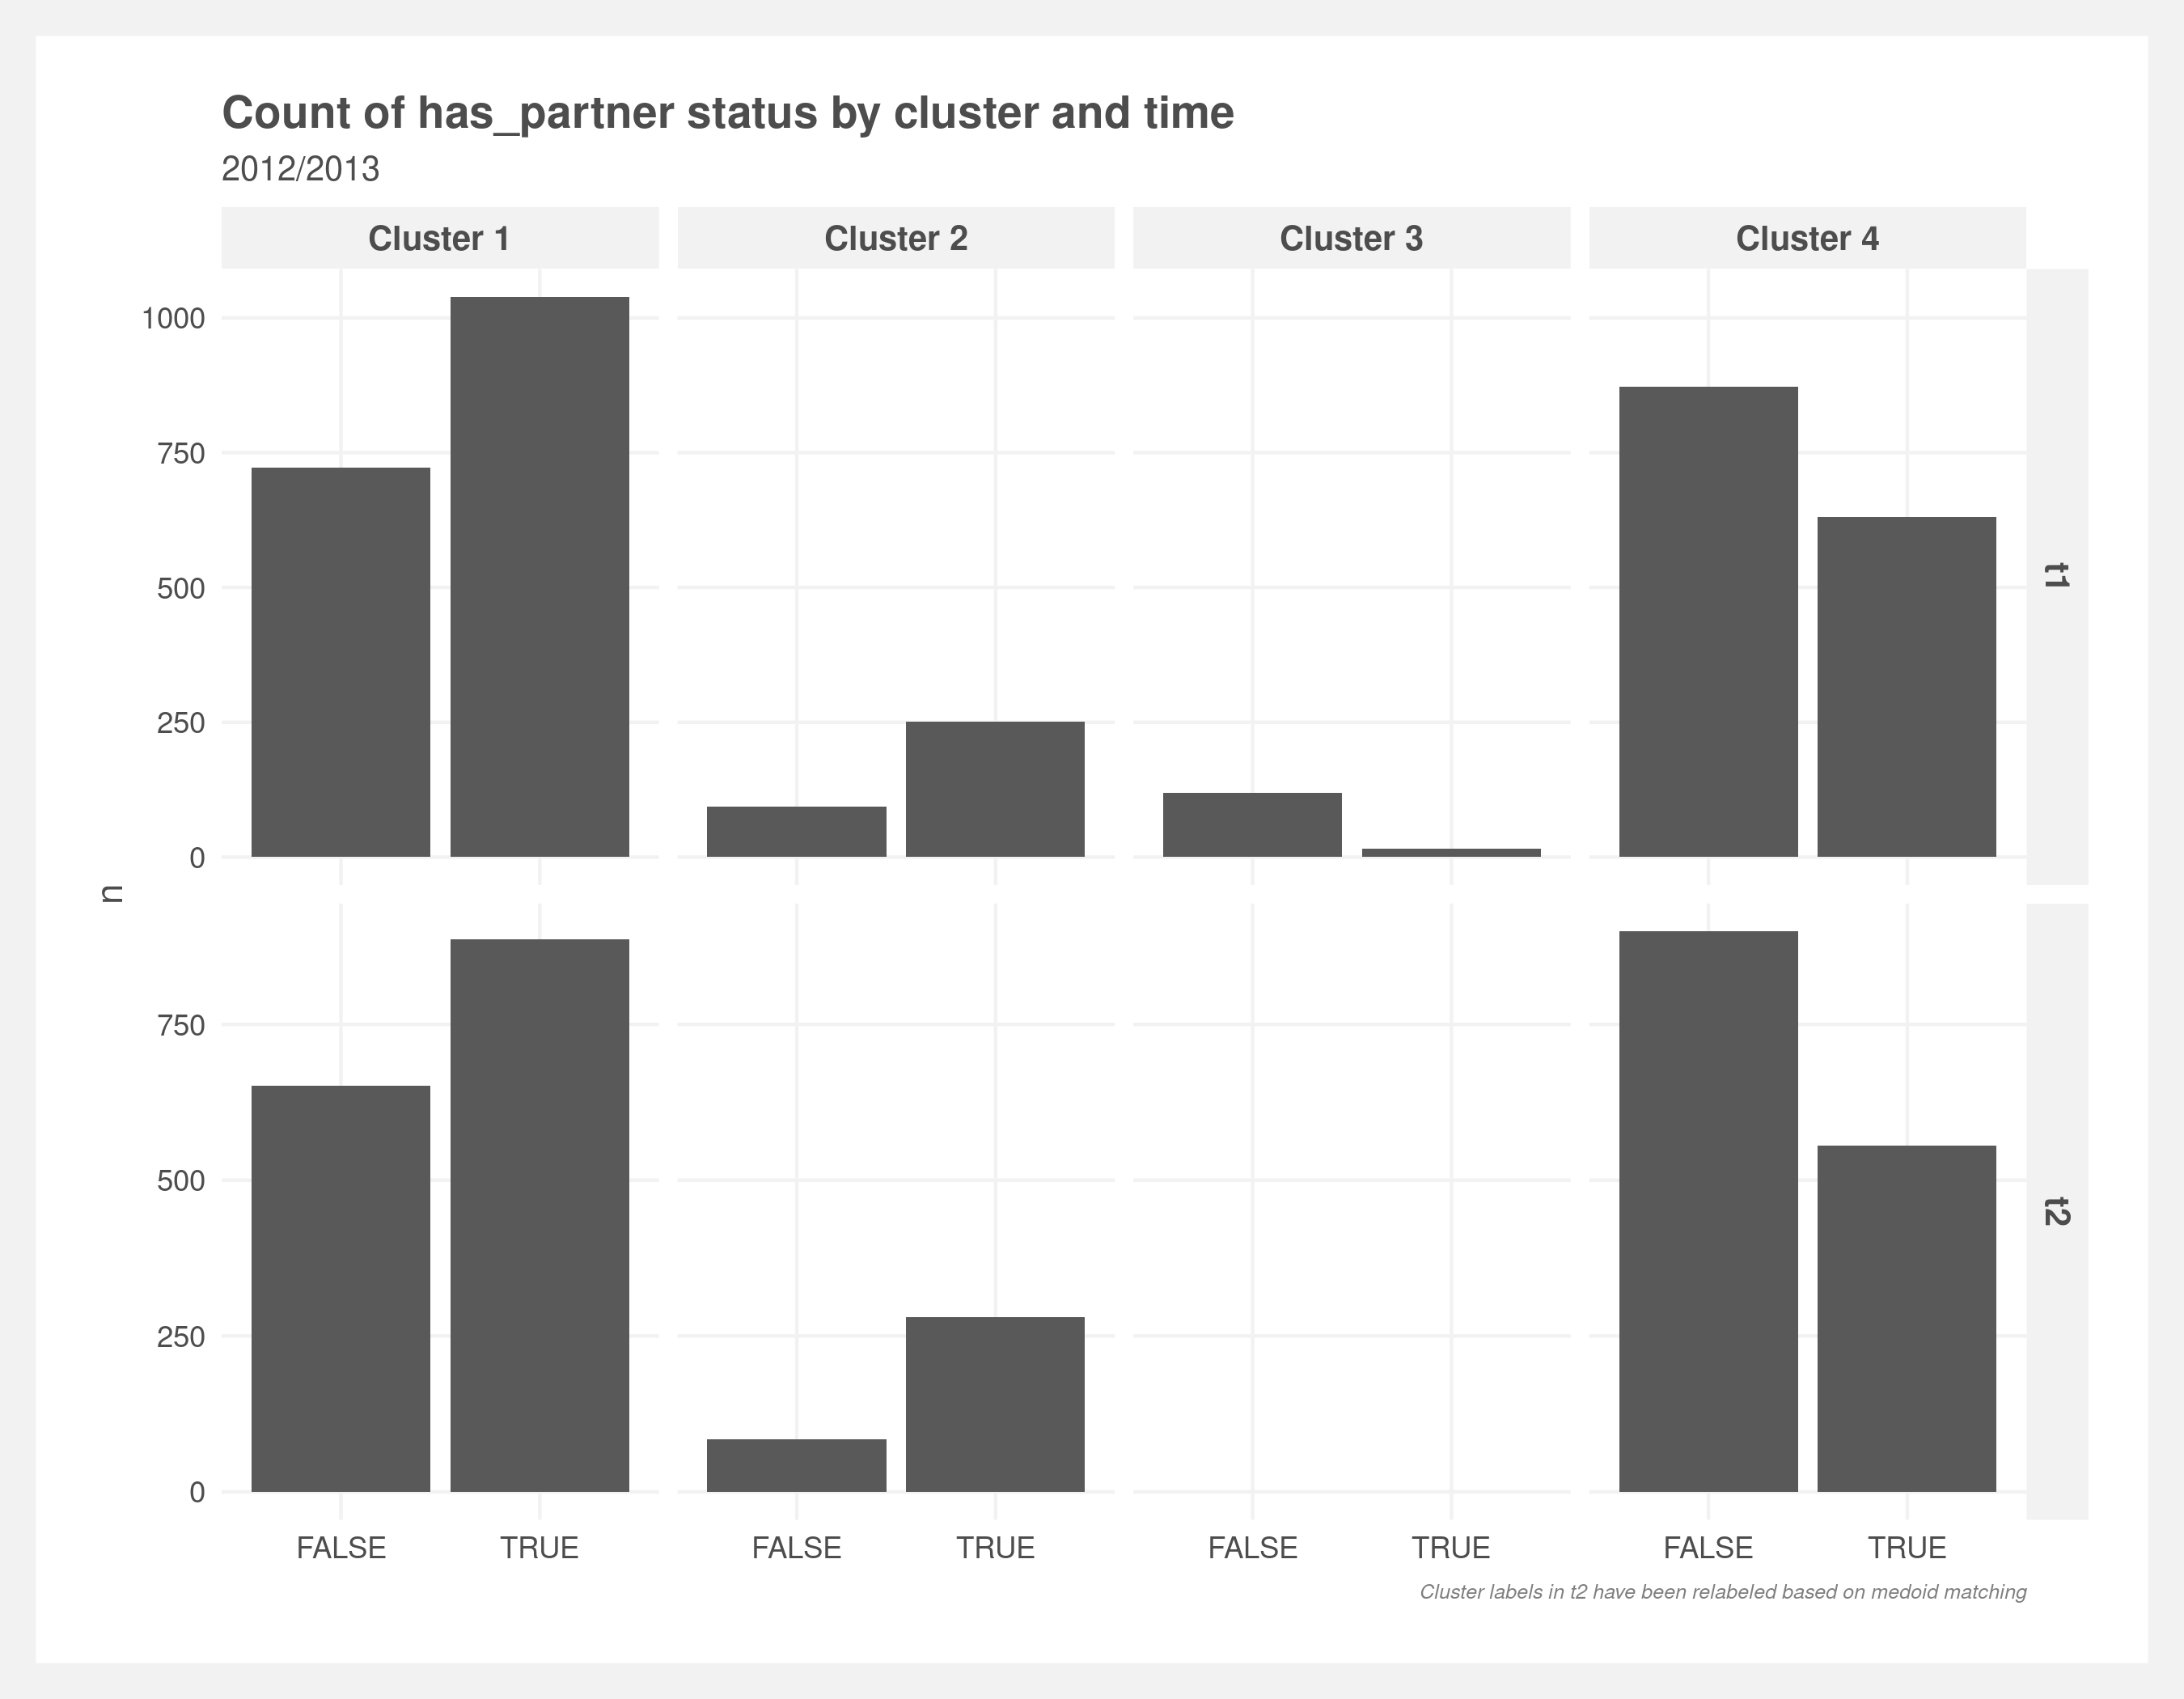 Count of has_partner status by cluster and time
2012/2013
Cluster 1 Cluster 2 Cluster 3 Cluster 4
1000
750
500
250
0
t1
n
750
500
250
0
t2
FALSE TRUE FALSE TRUE FALSE TRUE FALSE TRUE
Cluster labels in t2 have been relabeled based on medoid matching